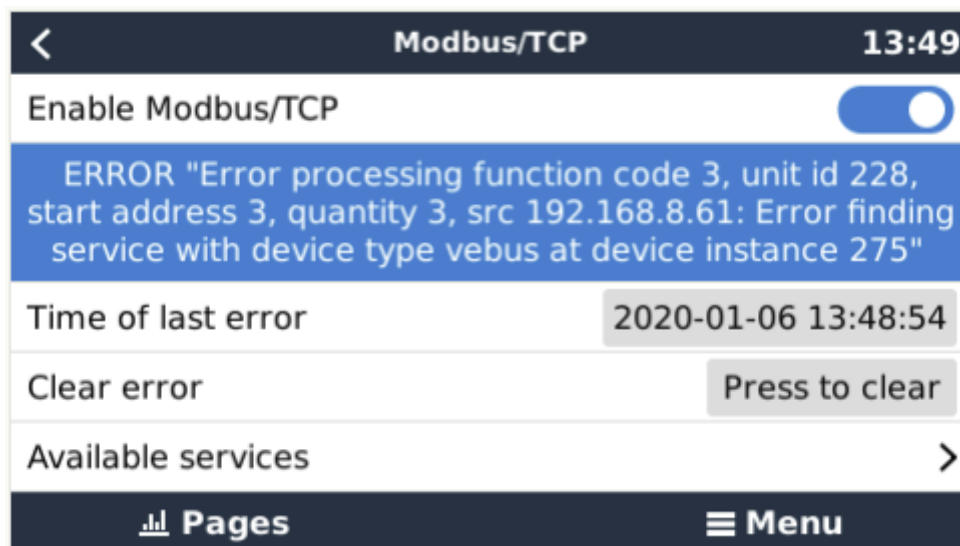 Modbus/TCP 13:49
Enable Modbus/TCP
ERROR "Error processing function code 3, unit id 228,
start address 3, quantity 3, src 192.168.8.61: Error finding
service with device type vebus at device instance 275"
Time of last error 2020-01-06 13:48:54
Clear error Press to clear
Available services
Pages Menu